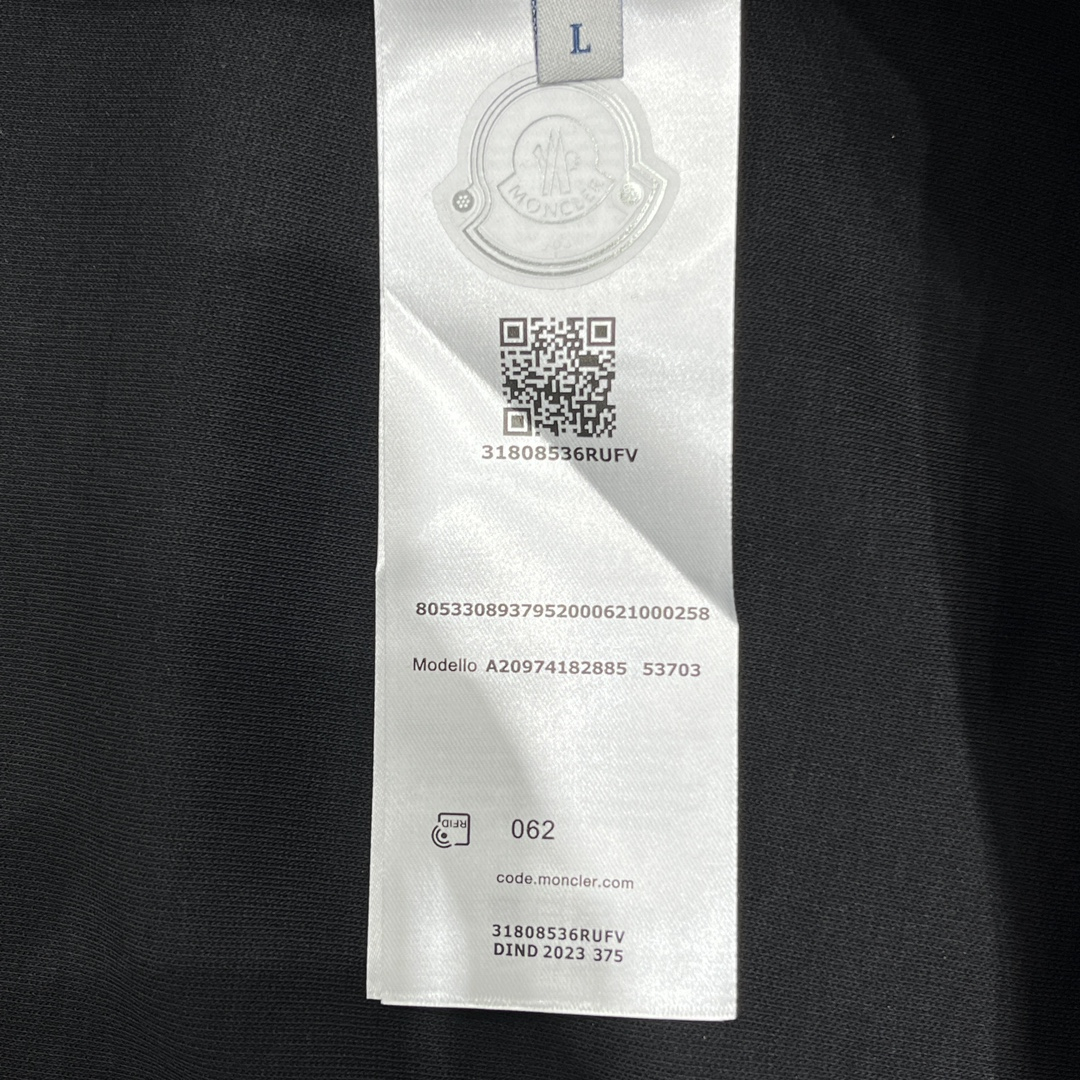 L
MONCLER
31808536RUFV
8053308937952000621000258
Modello A20974182885 53703
RFID
062
code.moncler.com
31808536RUFV
DIND 2023 375